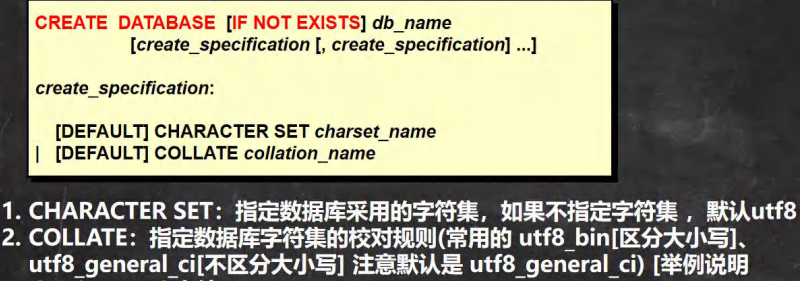 CREATE DATABASE [IF NOT EXISTS] db_name
[create_specification [, create_specification] ...]
create_specification:
[DEFAULT] CHARACTER SET charset_name
| [DEFAULT] COLLATE collation_name
1. CHARACTER SET：指定数据库采用的字符集，如果不指定字符集，默认utf8
2. COLLATE：指定数据库字符集的校对规则(常用的 utf8_bin[区分大小写]、
utf8_general_ci[不区分大小写] 注意默认是 utf8_general_ci) [举例说明